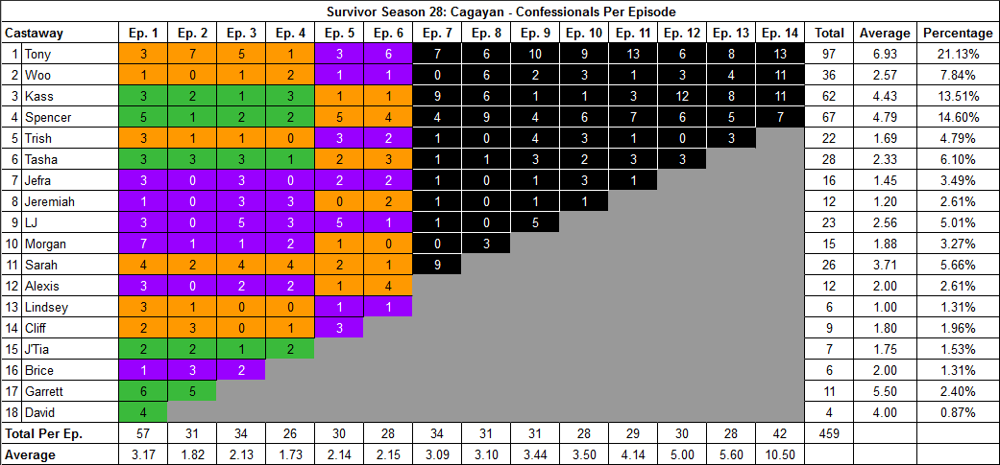 Survivor Season 28: Cagayan - Confessionals Per Episode
Castaway Ep. 1 Ep. 2 Ep. 3 Ep. 4 Ep. 5 Ep. 6 Ep. 7 Ep. 8 Ep. 9 Ep. 10 Ep. 11 Ep. 12 Ep. 13 Ep. 14 Total Average Percentage
1 Tony 3 7 5 1 3 6 7 6 10 9 13 6 8 13 97 6.93 21.13%
2 Woo 1 0 1 2 1 1 0 6 2 3 1 3 4 11 36 2.57 7.84%
3 Kass 3 2 1 3 1 1 9 6 1 1 3 12 8 11 62 4.43 13.51%
4 Spencer 5 1 2 2 5 4 4 9 4 6 7 6 5 7 67 4.79 14.60%
5 Trish 3 1 1 0 3 2 1 0 4 3 1 0 3 22 1.69 4.79%
6 Tasha 3 3 3 1 2 3 1 1 3 2 3 3 28 2.33 6.10%
7 Jefra 3 0 3 0 2 2 1 0 1 3 1 16 1.45 3.49%
8 Jeremiah 1 0 3 3 0 2 1 0 1 1 12 1.20 2.61%
9 LJ 3 0 5 3 5 1 1 0 5 23 2.56 5.01%
10 Morgan 7 1 1 2 1 0 0 3 15 1.88 3.27%
11 Sarah 4 2 4 4 2 1 9 26 3.71 5.66%
12 Alexis 3 0 2 2 1 4 12 2.00 2.61%
13 Lindsey 3 1 0 0 1 1 6 1.00 1.31%
14 Cliff 2 3 0 1 3 9 1.80 1.96%
15 J'Tia 2 2 1 2 7 1.75 1.53%
16 Brice 1 3 2 6 2.00 1.31%
17 Garrett 6 5 11 5.50 2.40%
18 David 4 4 4.00 0.87%
Total Per Ep. 57 31 34 26 30 28 34 31 31 28 29 30 28 42 459
Average 3.17 1.82 2.13 1.73 2.14 2.15 3.09 3.10 3.44 3.50 4.14 5.00 5.60 10.50